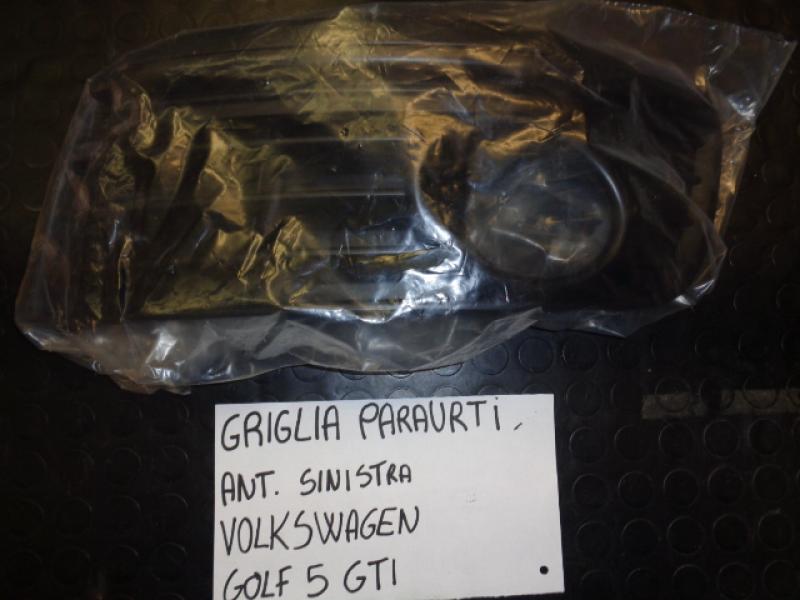 GRIGLIA PARAURTI,
ANT. SINISTRA
VOLKSWAGEN
GOLF 5 GTI